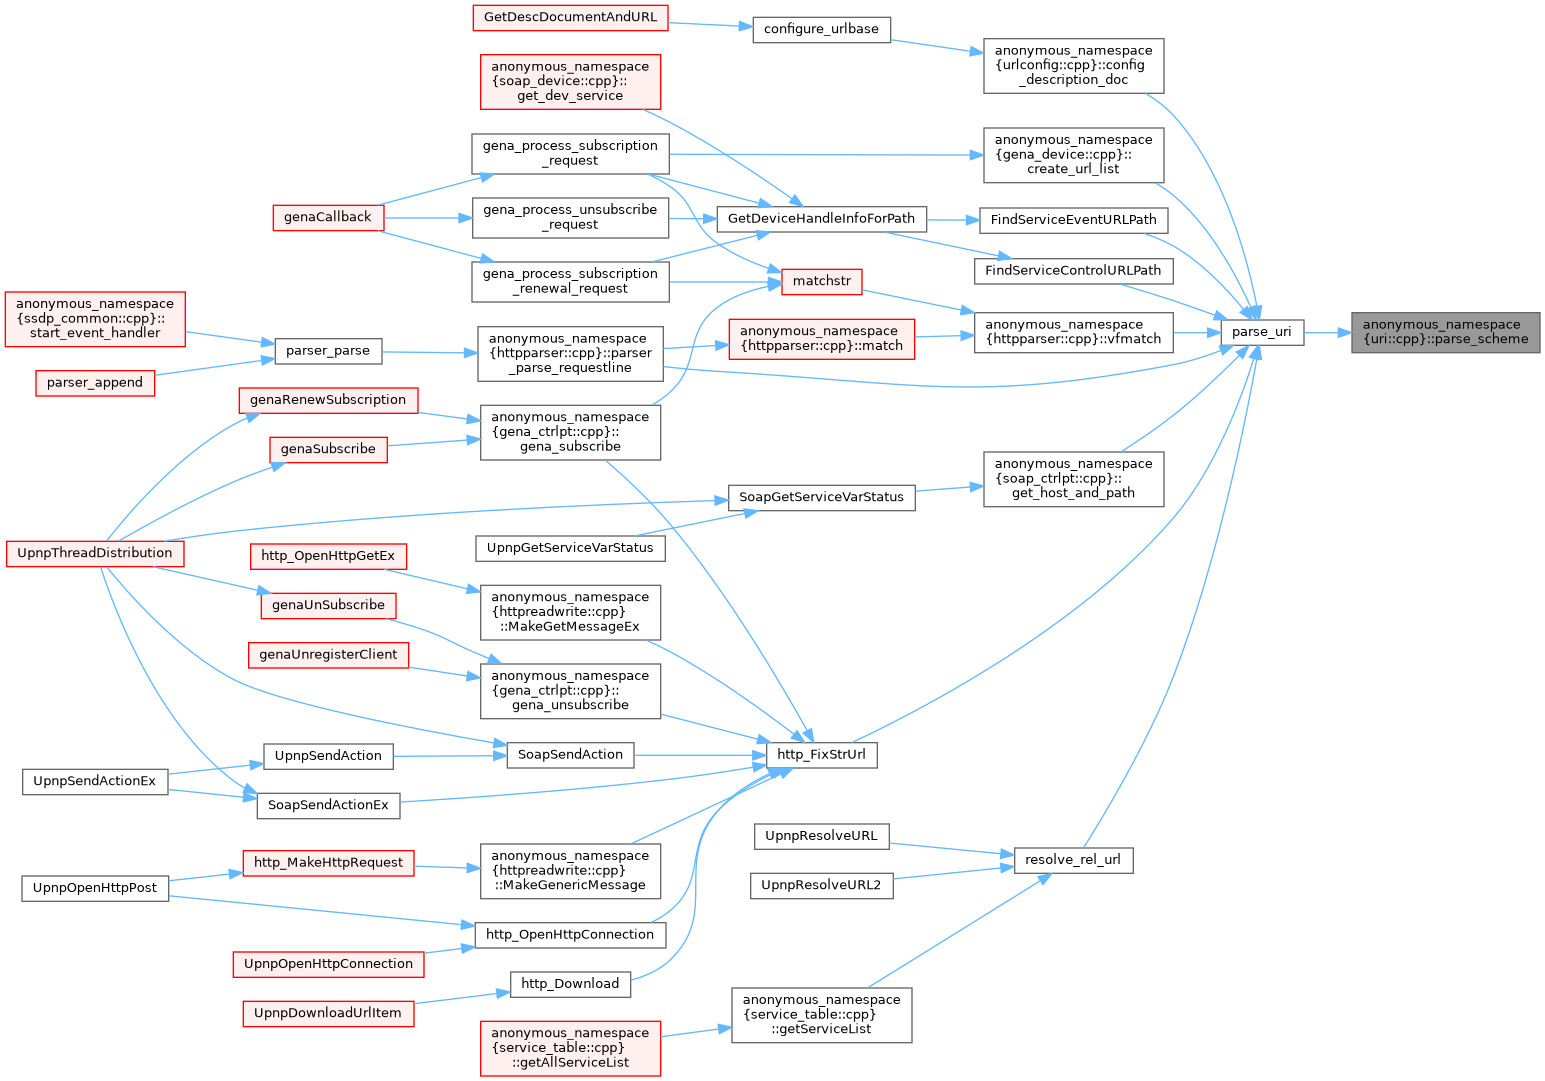 GetDescDocumentAndURL
configure_urlbase
anonymous_namespace
{urlconfig::cpp}::config
_description_doc
anonymous_namespace
{soap_device::cpp}::
get_dev_service
gena_process_subscription
_request
anonymous_namespace
{gena_device::cpp}::
create_url_list
genaCallback
gena_process_unsubscribe
_request
GetDeviceHandleInfoForPath
FindServiceEventURLPath
gena_process_subscription
_renewal_request
matchstr
FindServiceControlURLPath
anonymous_namespace
{ssdp_common::cpp}::
start_event_handler
parser_parse
anonymous_namespace
{httpparser::cpp}::parser
_parse_requestline
anonymous_namespace
{httpparser::cpp}::match
anonymous_namespace
{httpparser::cpp}::vfmatch
parse_uri
anonymous_namespace
{uri::cpp}::parse_scheme
parser_append
genaRenewSubscription
anonymous_namespace
{gena_ctrlpt::cpp}::
gena_subscribe
genaSubscribe
anonymous_namespace
{soap_ctrlpt::cpp}::
get_host_and_path
SoapGetServiceVarStatus
UpnpThreadDistribution
UpnpGetServiceVarStatus
http_OpenHttpGetEx
anonymous_namespace
{httpreadwrite::cpp}
::MakeGetMessageEx
genaUnSubscribe
genaUnregisterClient
anonymous_namespace
{gena_ctrlpt::cpp}::
gena_unsubscribe
UpnpSendAction
SoapSendAction
http_FixStrUrl
UpnpSendActionEx
SoapSendActionEx
UpnpResolveURL
http_MakeHttpRequest
anonymous_namespace
{httpreadwrite::cpp}
::MakeGenericMessage
resolve_rel_url
UpnpOpenHttpPost
UpnpResolveURL2
http_OpenHttpConnection
UpnpOpenHttpConnection
http_Download
UpnpDownloadUrlItem
anonymous_namespace
{service_table::cpp}
::getServiceList
anonymous_namespace
{service_table::cpp}
::getAllServiceList